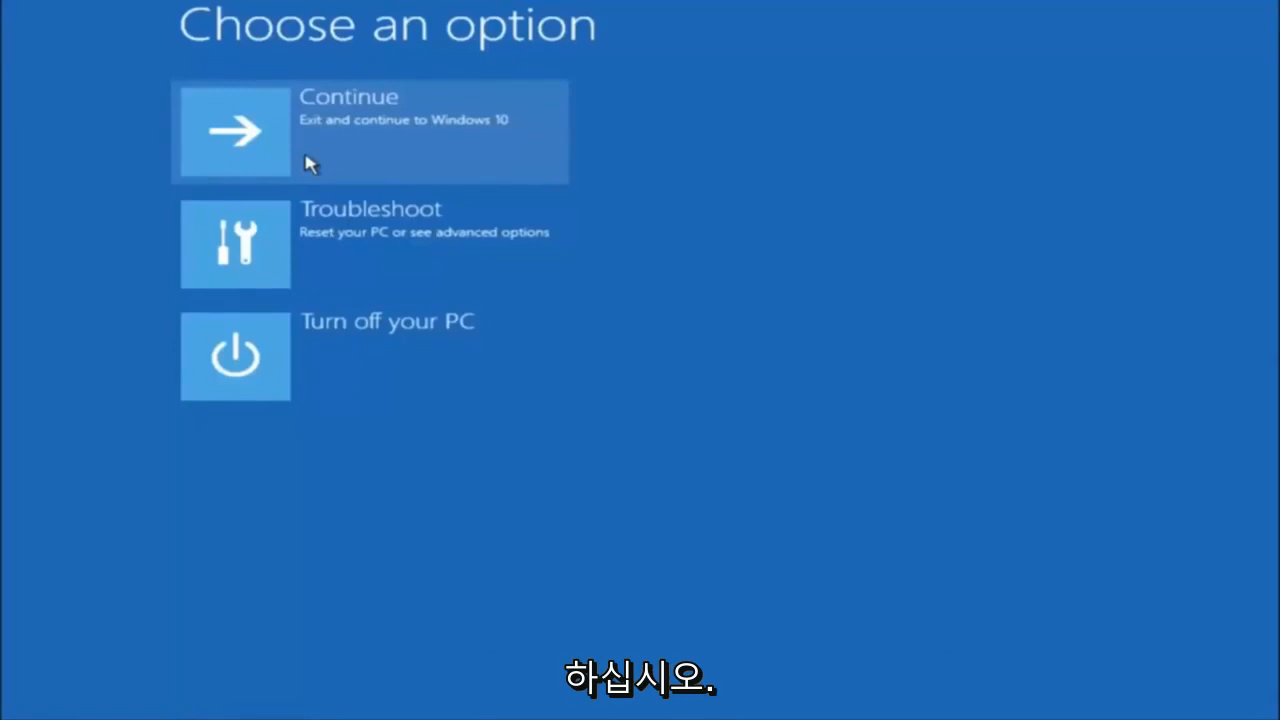 Choose an option
Continue
Exit and continue to Windows 10
Troubleshoot
Reset your PC or see advanced options
Turn off your PC
하십시오.